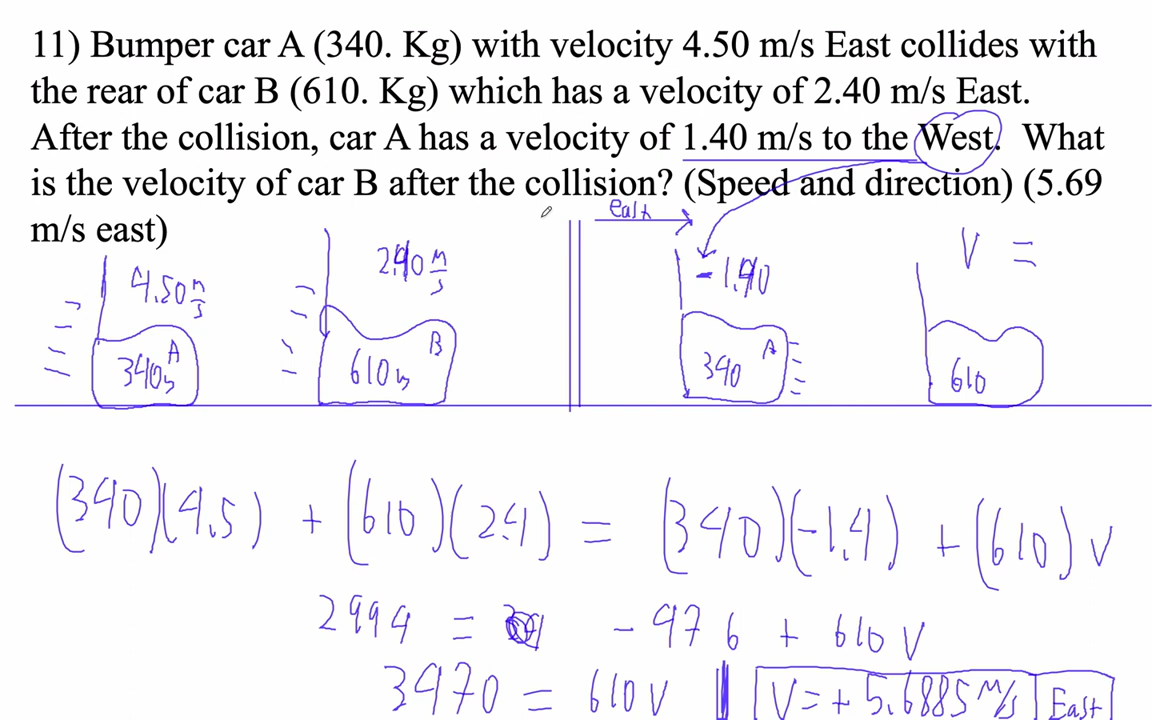 11) Bumper car A (340. Kg) with velocity 4.50 m/s East collides with
the rear of car B (610. Kg) which has a velocity of 2.40 m/s East.
After the collision, car A has a velocity of 1.40 m/s to the West. What
is the velocity of car B after the collision? (Speed and direction) (5.69
m/s east)
east
4.50 m/s
2.40 m/s
-1.40
V =
340 A
610 B
340 A
610
(340)(4.5) + (610)(2.4) = (340)(-1.4) + (610) V
2994 = - 476 + 610 V
3470 = 610 V
V = + 5.6885 m/s East